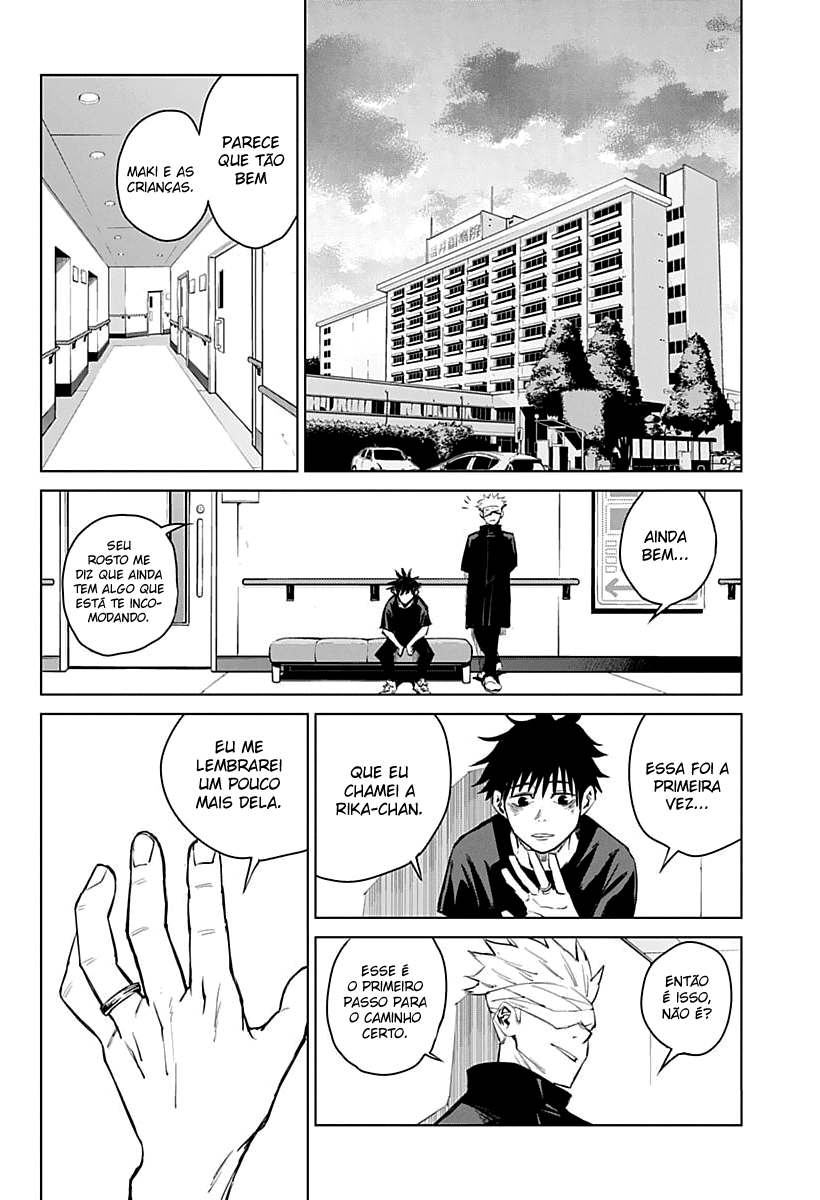 PARECE
QUE TÃO
BEM
MAKI E AS
CRIANÇAS.
AINDA
BEM...
SEU
ROSTO ME
DIZ QUE AINDA
TEM ALGO QUE
ESTÁ TE INCO-
MODANDO.
ESSA FOI A
PRIMEIRA
VEZ...
QUE EU
CHAMEI A
RIKA-CHAN.
EU ME
LEMBRAREI
UM POUCO
MAIS DELA.
ENTÃO
É ISSO,
NÃO É?
ESSE É
O PRIMEIRO
PASSO PARA
O CAMINHO
CERTO.